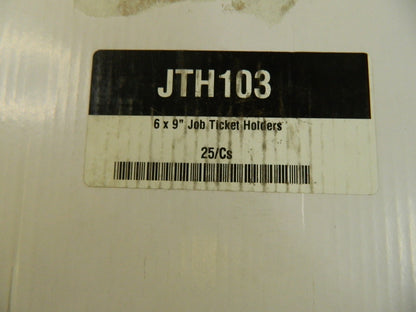 JTH103
6 x 9" Job Ticket Holders
25/Cs